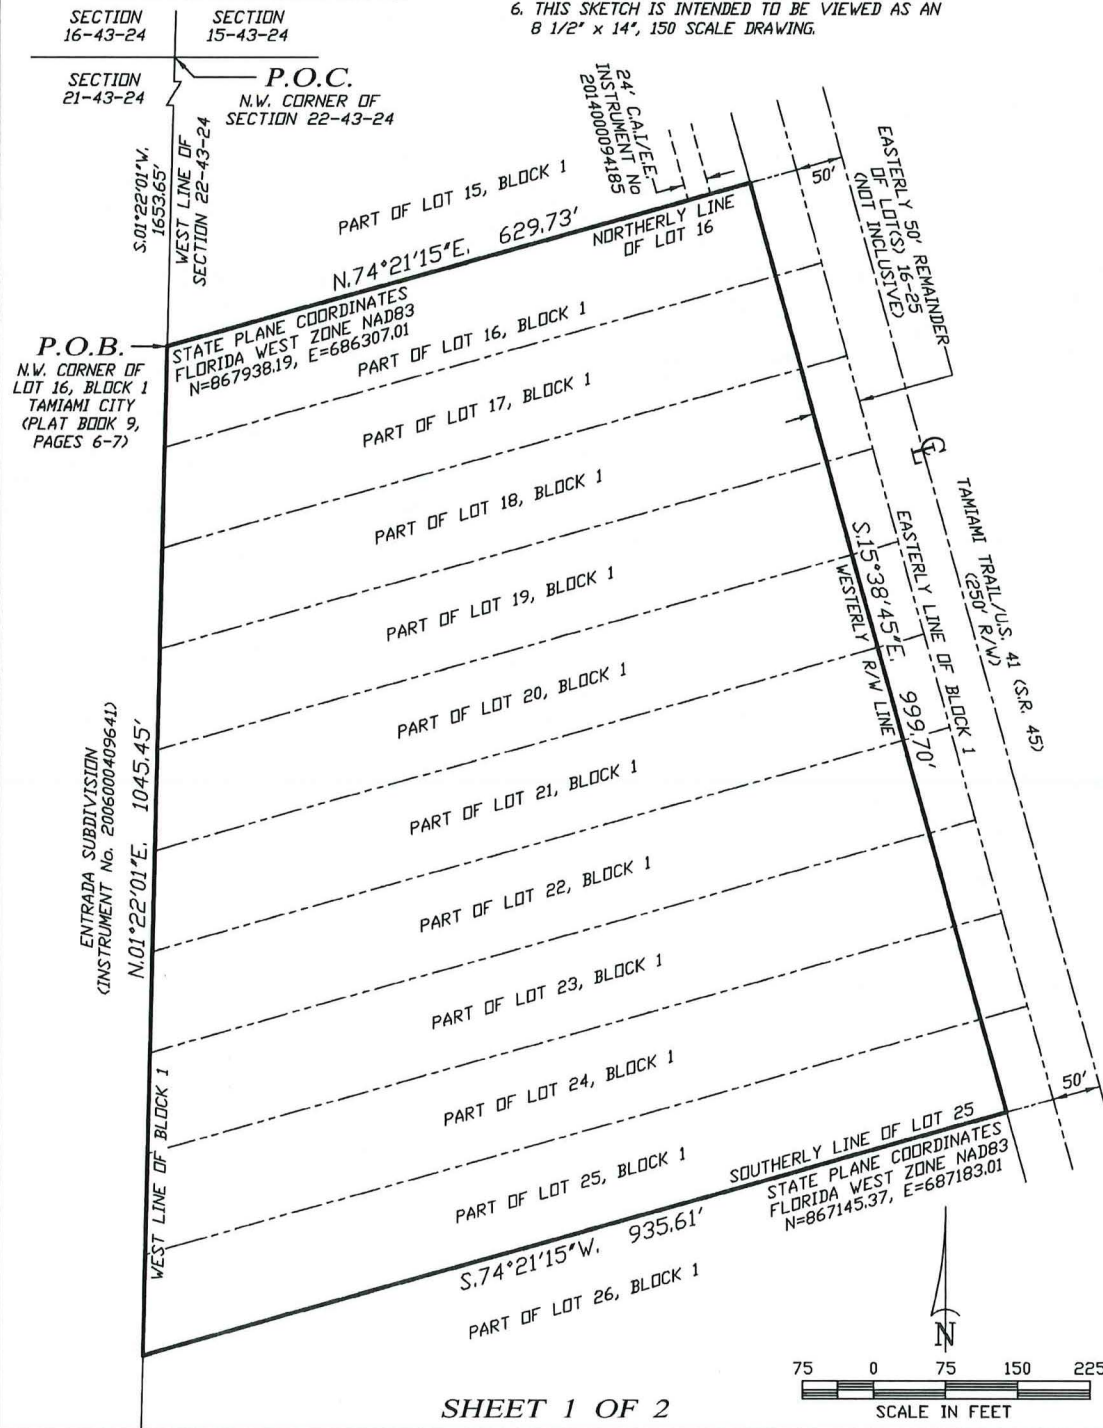 6. THIS SKETCH IS INTENDED TO BE VIEWED AS AN
8 1/2" x 14", 150 SCALE DRAWING.
SECTION
16-43-24
SECTION
15-43-24
SECTION
21-43-24
P.O.C.
N.W. CORNER OF
SECTION 22-43-24
S.01°22'01"W.
1653.65'
WEST LINE OF
SECTION 22-43-24
24' C.A.I/E.E.
INSTRUMENT No
2014000094185
50'
EASTERLY 50' REMAINDER
OF LOT(S) 16-25
(NOT INCLUSIVE)
PART OF LOT 15, BLOCK 1
N.74°21'15"E. 629.73'
NORTHERLY LINE
OF LOT 16
P.O.B.
N.W. CORNER OF
LOT 16, BLOCK 1
TAMIAMI CITY
(PLAT BOOK 9,
PAGES 6-7)
STATE PLANE COORDINATES
FLORIDA WEST ZONE NAD83
N=867938.19, E=686307.01
PART OF LOT 16, BLOCK 1
PART OF LOT 17, BLOCK 1
PART OF LOT 18, BLOCK 1
PART OF LOT 19, BLOCK 1
PART OF LOT 20, BLOCK 1
PART OF LOT 21, BLOCK 1
PART OF LOT 22, BLOCK 1
PART OF LOT 23, BLOCK 1
PART OF LOT 24, BLOCK 1
PART OF LOT 25, BLOCK 1
CL
TAMIAMI TRAIL/U.S. 41 (S.R. 45)
(250' R/W)
EASTERLY LINE OF BLOCK 1
S.15°38'45"E. 999.70'
WESTERLY R/W LINE
ENTRADA SUBDIVISION
(INSTRUMENT No. 2006000409641)
N.01°22'01"E. 1045.45'
WEST LINE OF BLOCK 1
50'
SOUTHERLY LINE OF LOT 25
STATE PLANE COORDINATES
FLORIDA WEST ZONE NAD83
N=867145.37, E=687183.01
S.74°21'15"W. 935.61'
PART OF LOT 26, BLOCK 1
N
75 0 75 150 225
SCALE IN FEET
SHEET 1 OF 2